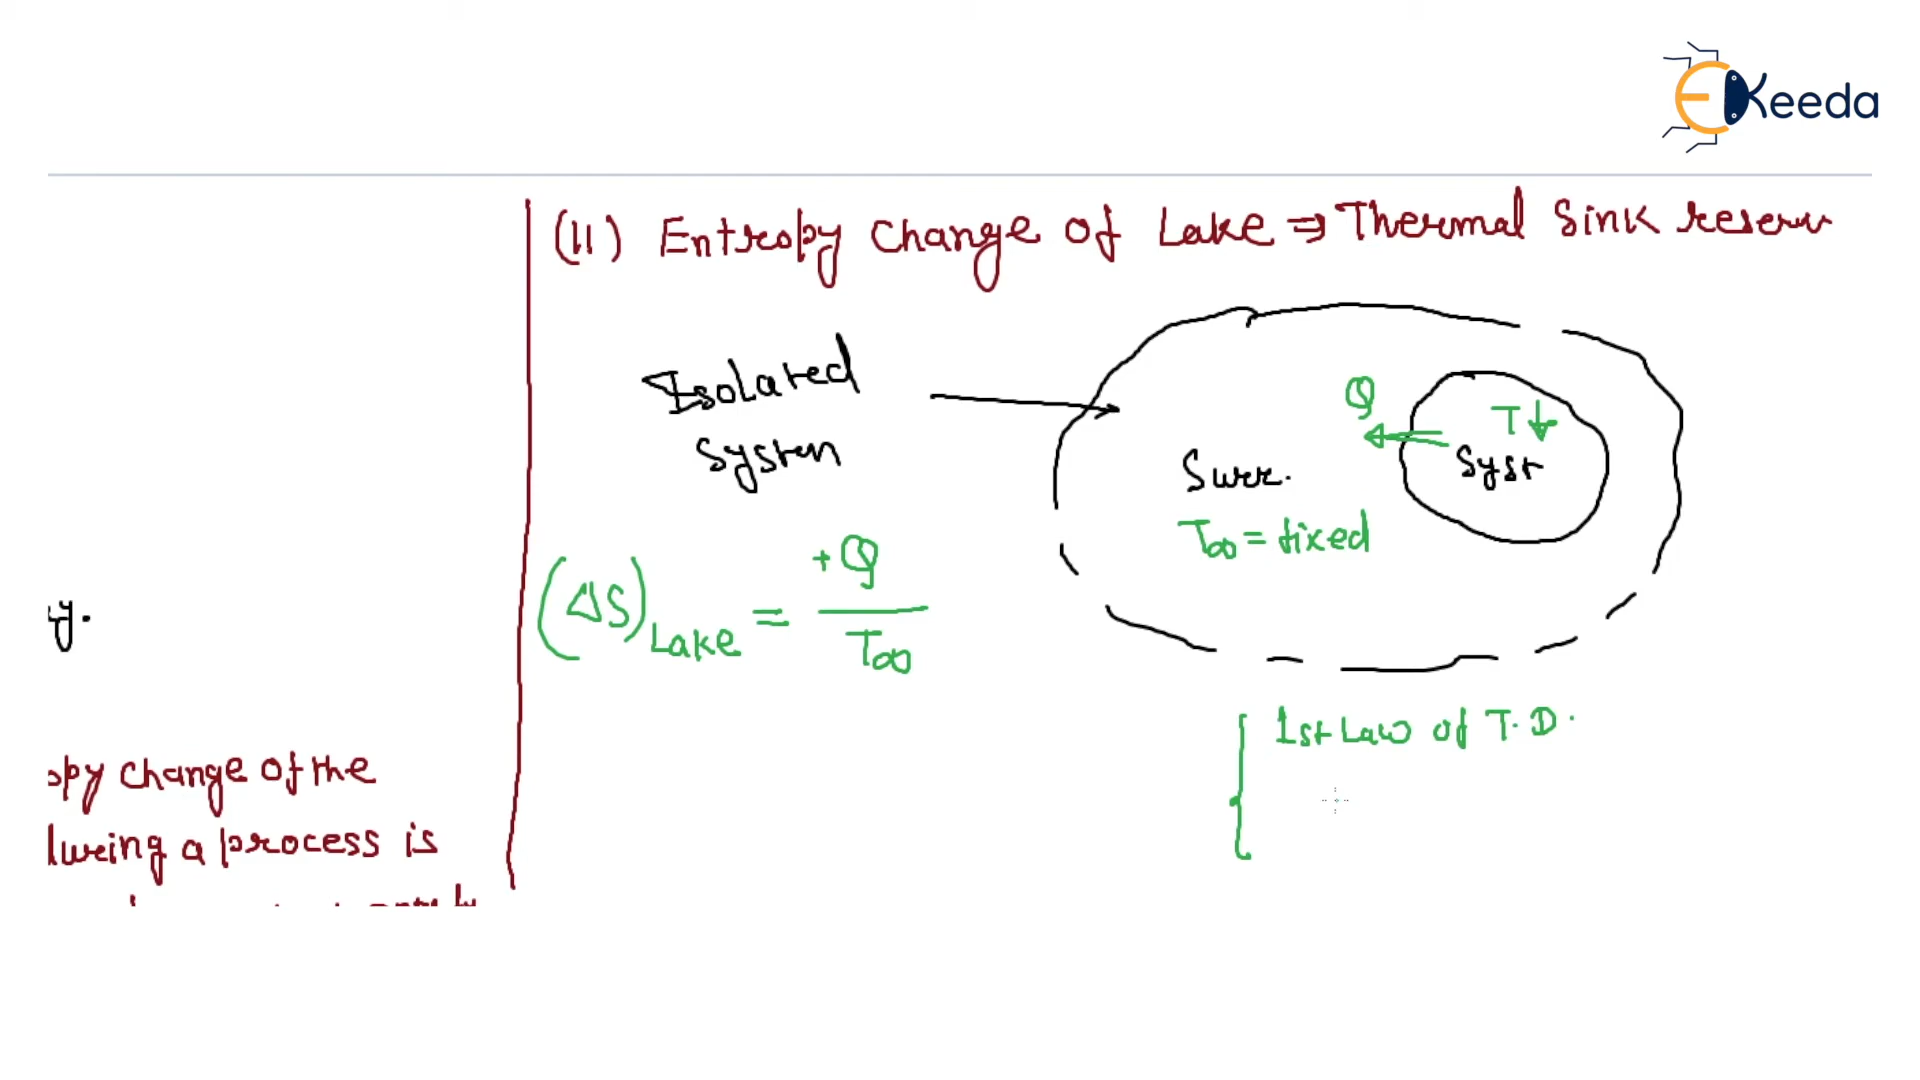 EKeeda
(II) Entropy Change of Lake ⇒ Thermal Sink reserv
Isolated
System
Q
T↓
Syst
Surr.
T∞ = fixed
(ΔS)Lake = +Q / T∞
y.
1st Law of T.D.
opy change of the
during a process is